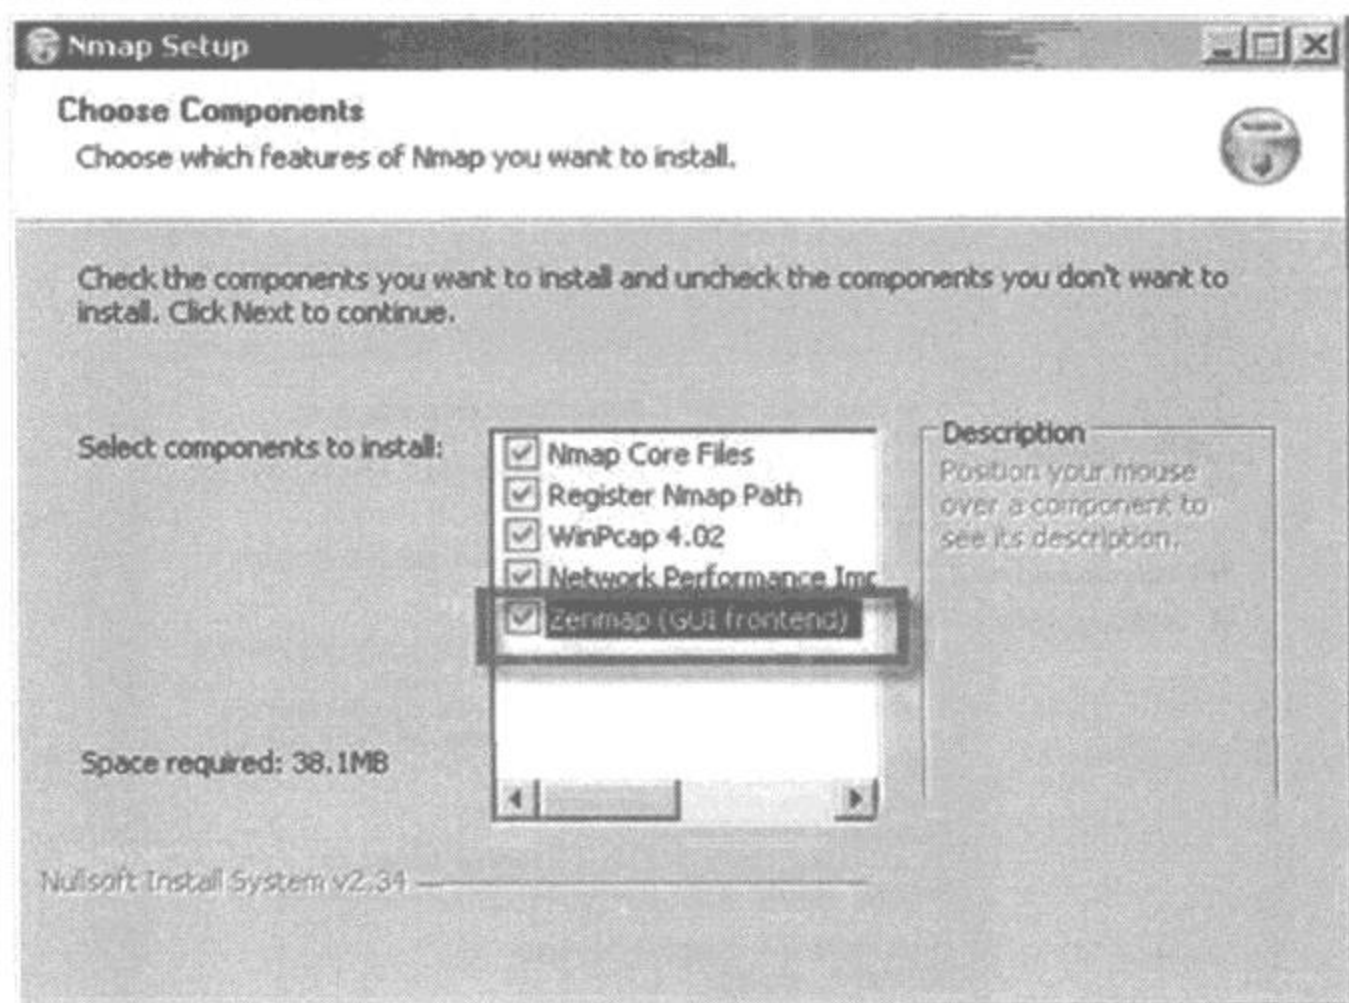 Nmap Setup
Choose Components
Choose which features of Nmap you want to install.
Check the components you want to install and uncheck the components you don't want to
install. Click Next to continue.
Select components to install:
Nmap Core Files
Register Nmap Path
WinPcap 4.02
Network Performance Imp
Zenmap (GUI frontend)
Description
Position your mouse
over a component to
see its description.
Space required: 38.1MB
Nullsoft Install System v2.34